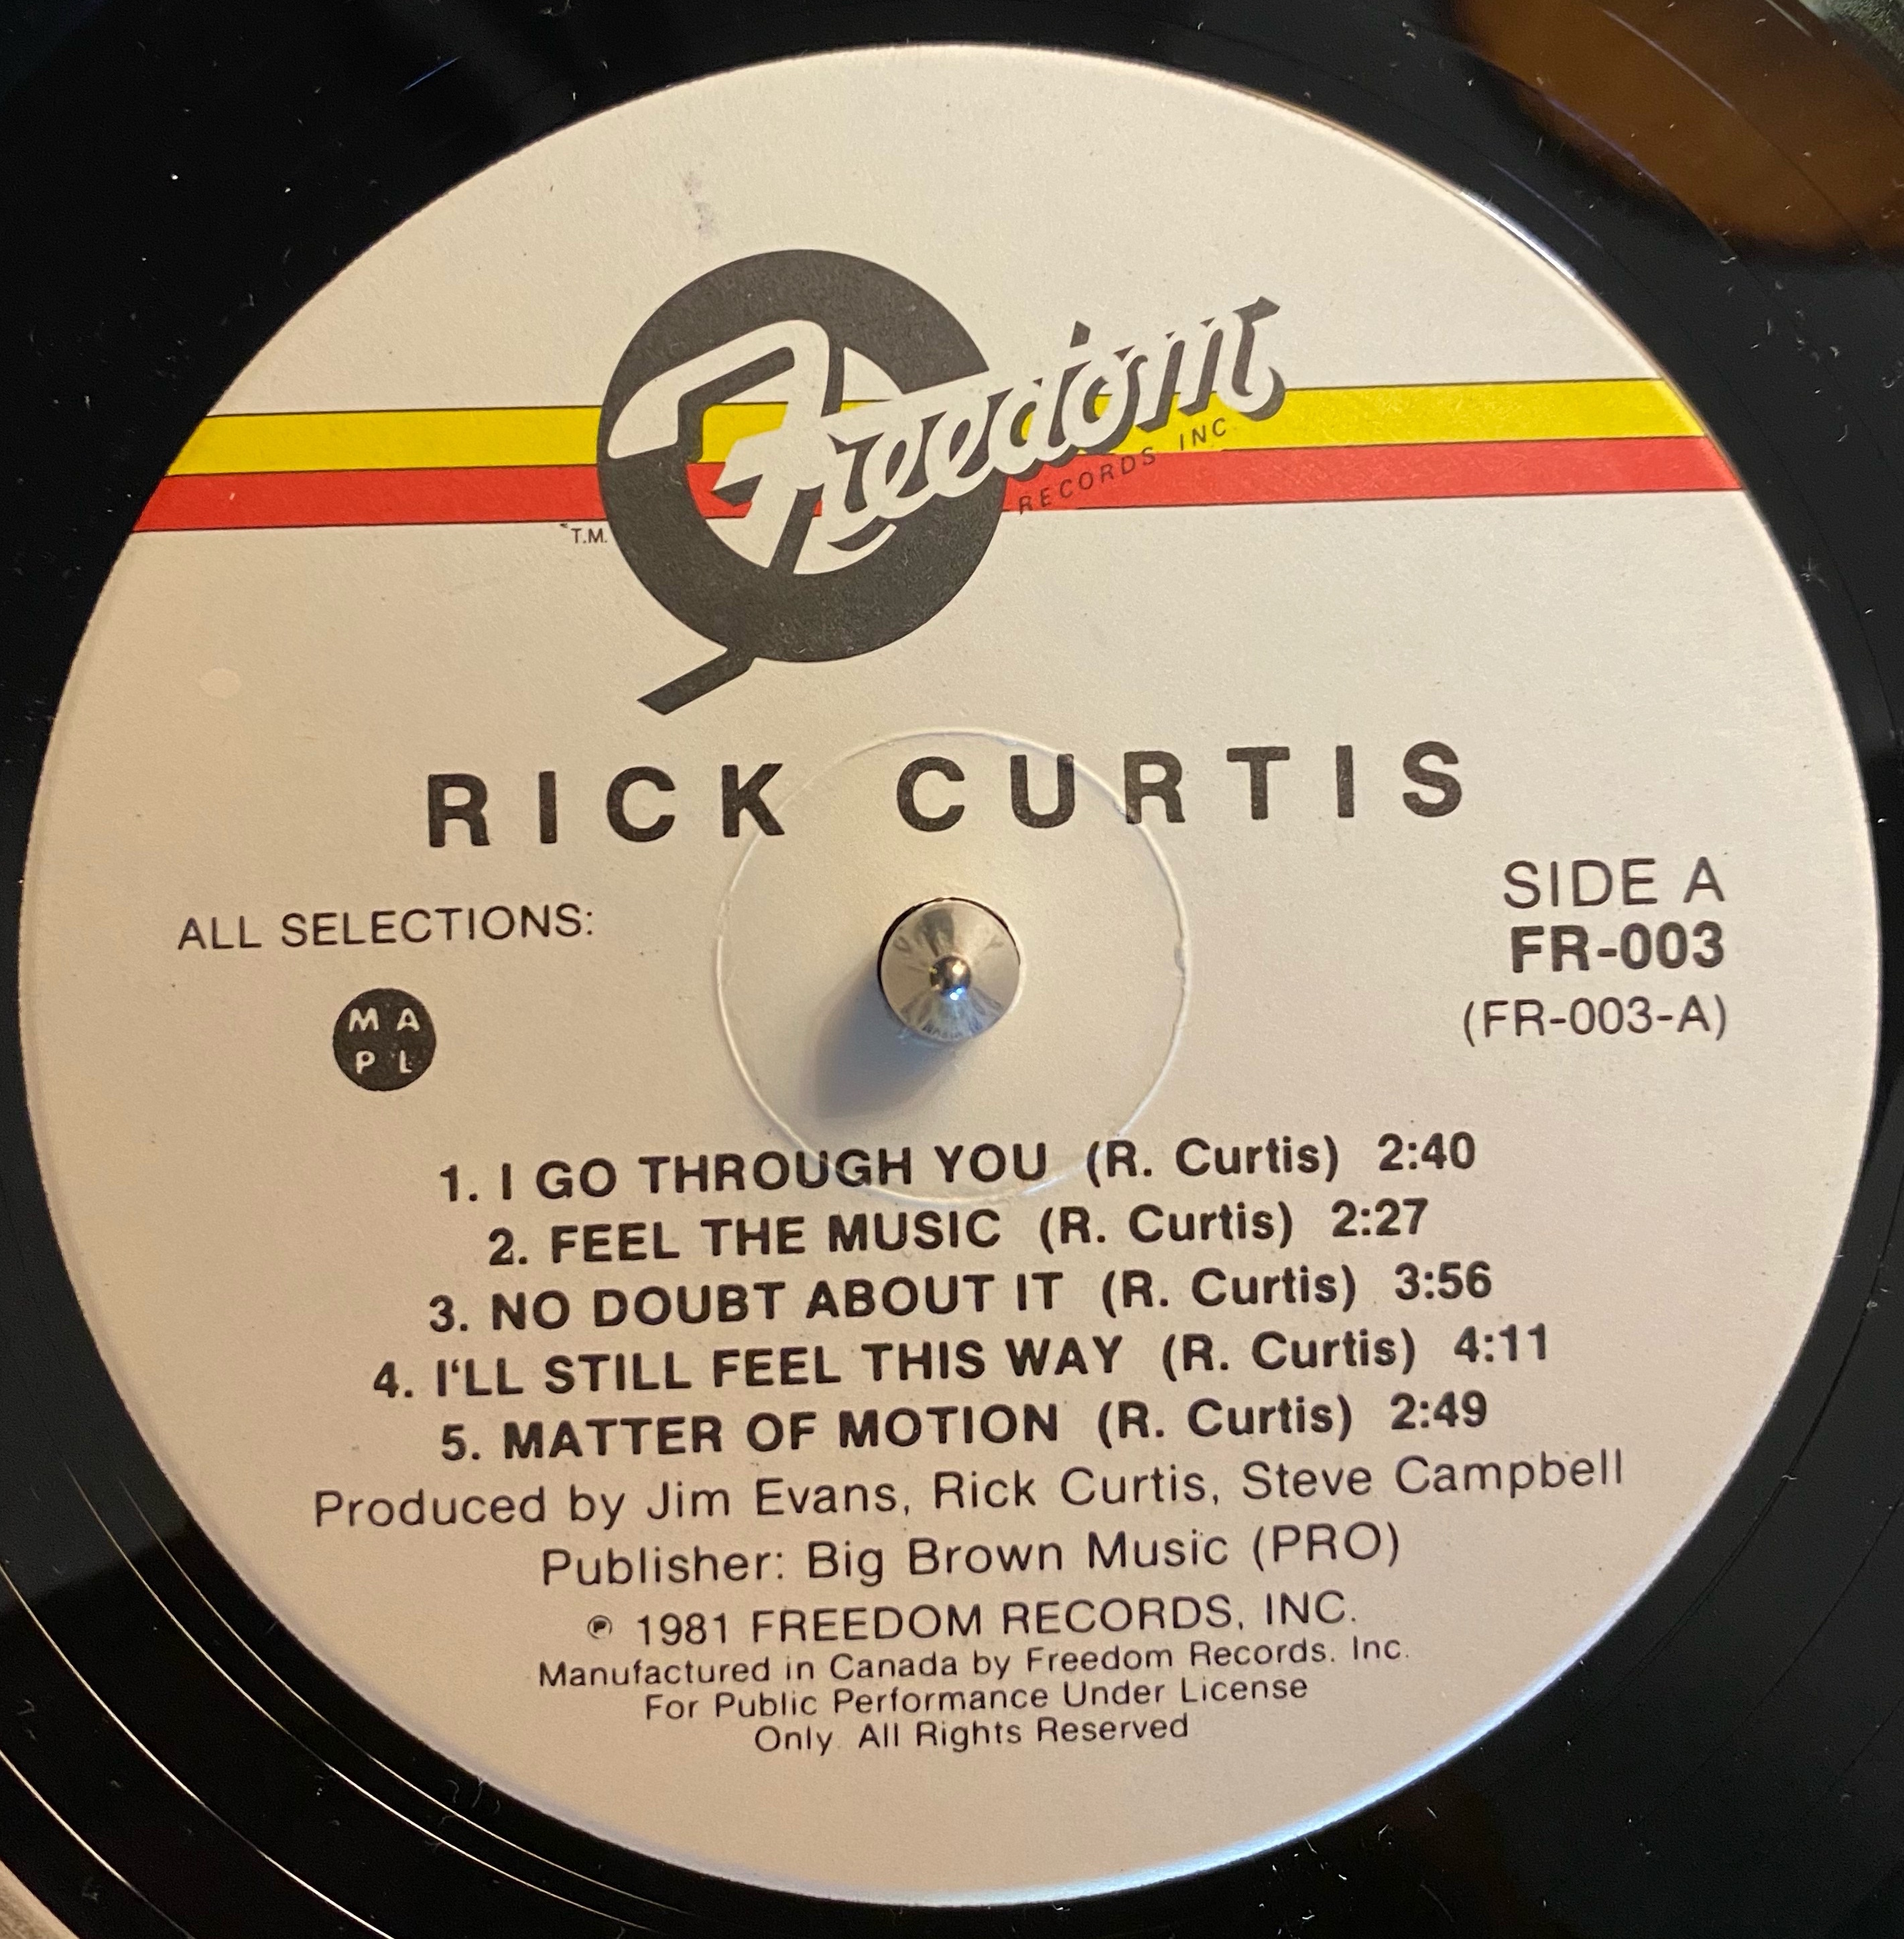 Freedom
RECORDS INC.
T.M.
RICK CURTIS
ALL SELECTIONS:
M A
P L
SIDE A
FR-003
(FR-003-A)
1. I GO THROUGH YOU (R. Curtis) 2:40
2. FEEL THE MUSIC (R. Curtis) 2:27
3. NO DOUBT ABOUT IT (R. Curtis) 3:56
4. I'LL STILL FEEL THIS WAY (R. Curtis) 4:11
5. MATTER OF MOTION (R. Curtis) 2:49
Produced by Jim Evans, Rick Curtis, Steve Campbell
Publisher: Big Brown Music (PRO)
℗ 1981 FREEDOM RECORDS, INC.
Manufactured in Canada by Freedom Records. Inc.
For Public Performance Under License
Only. All Rights Reserved